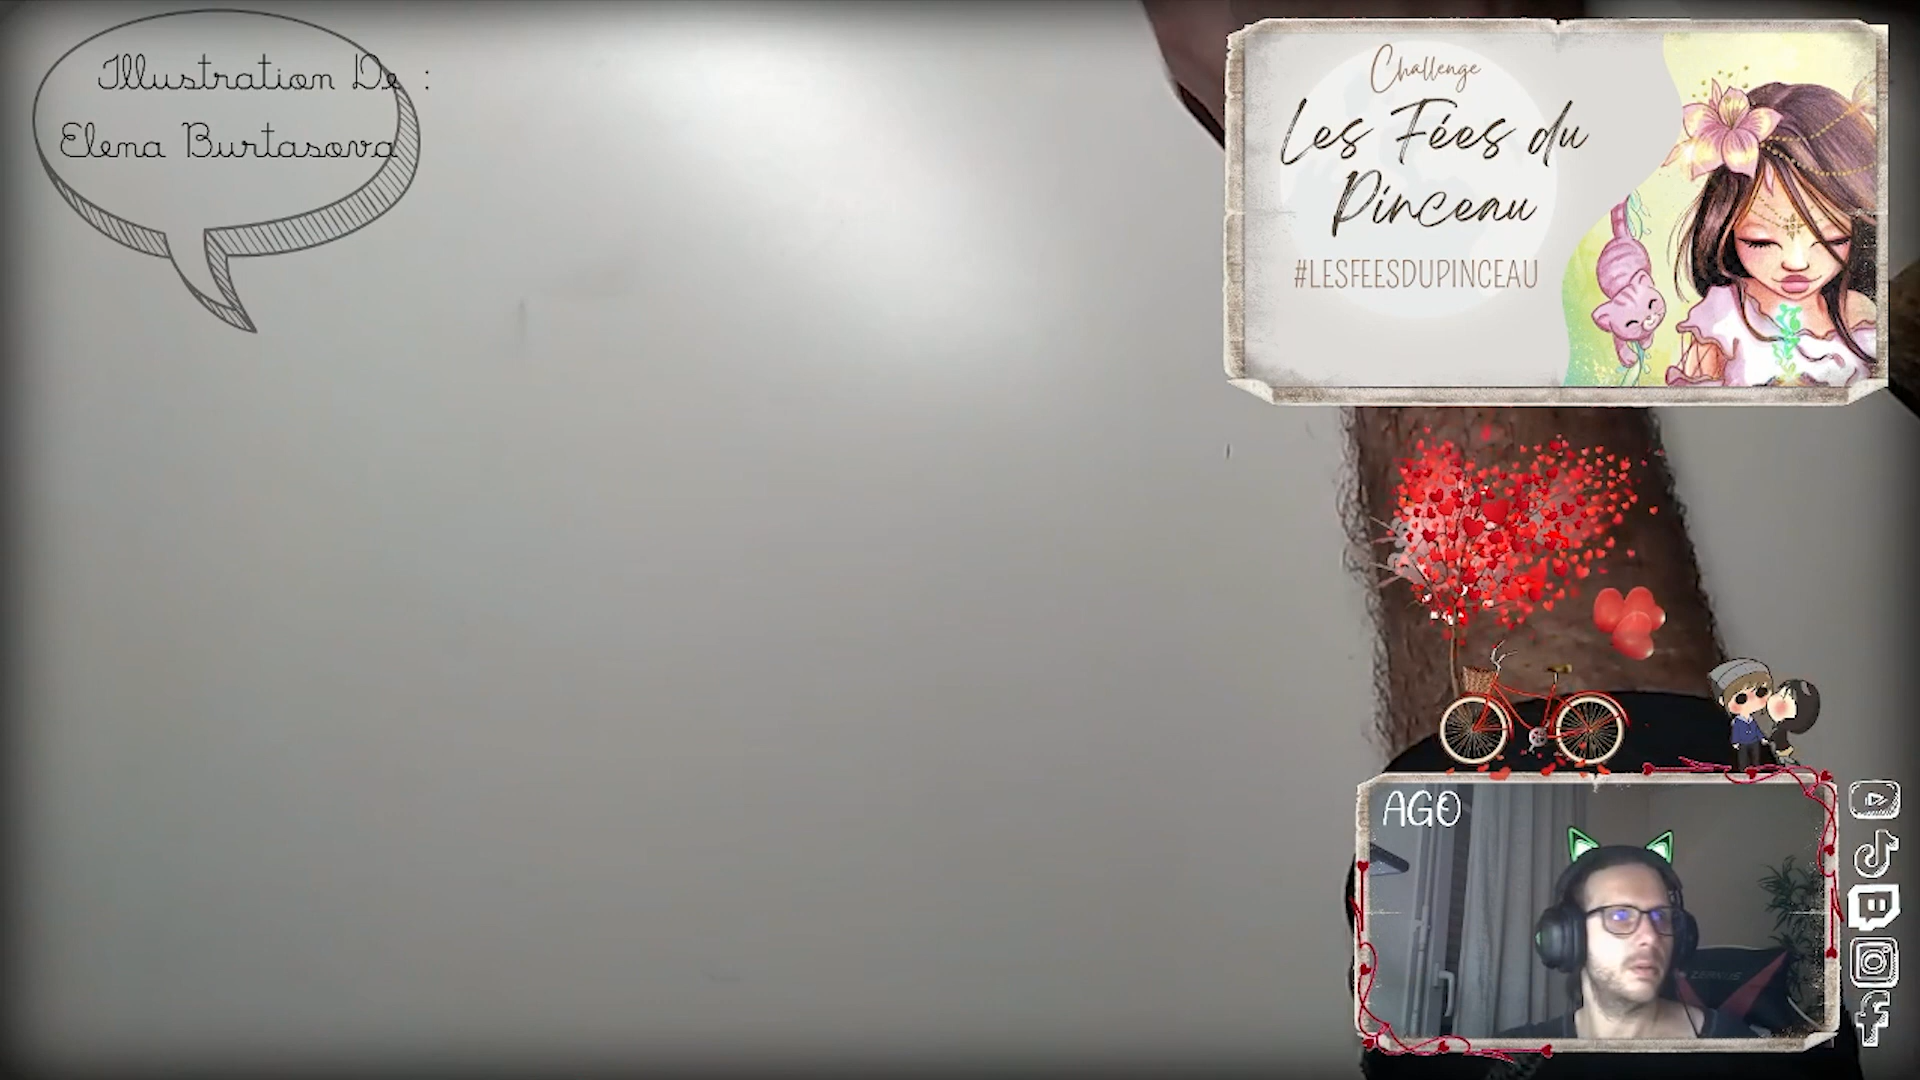 Illustration De :
Elena Burtasova
Challenge
Les Fées du
Pinceau
#LESFEESDUPINCEAU
AGO